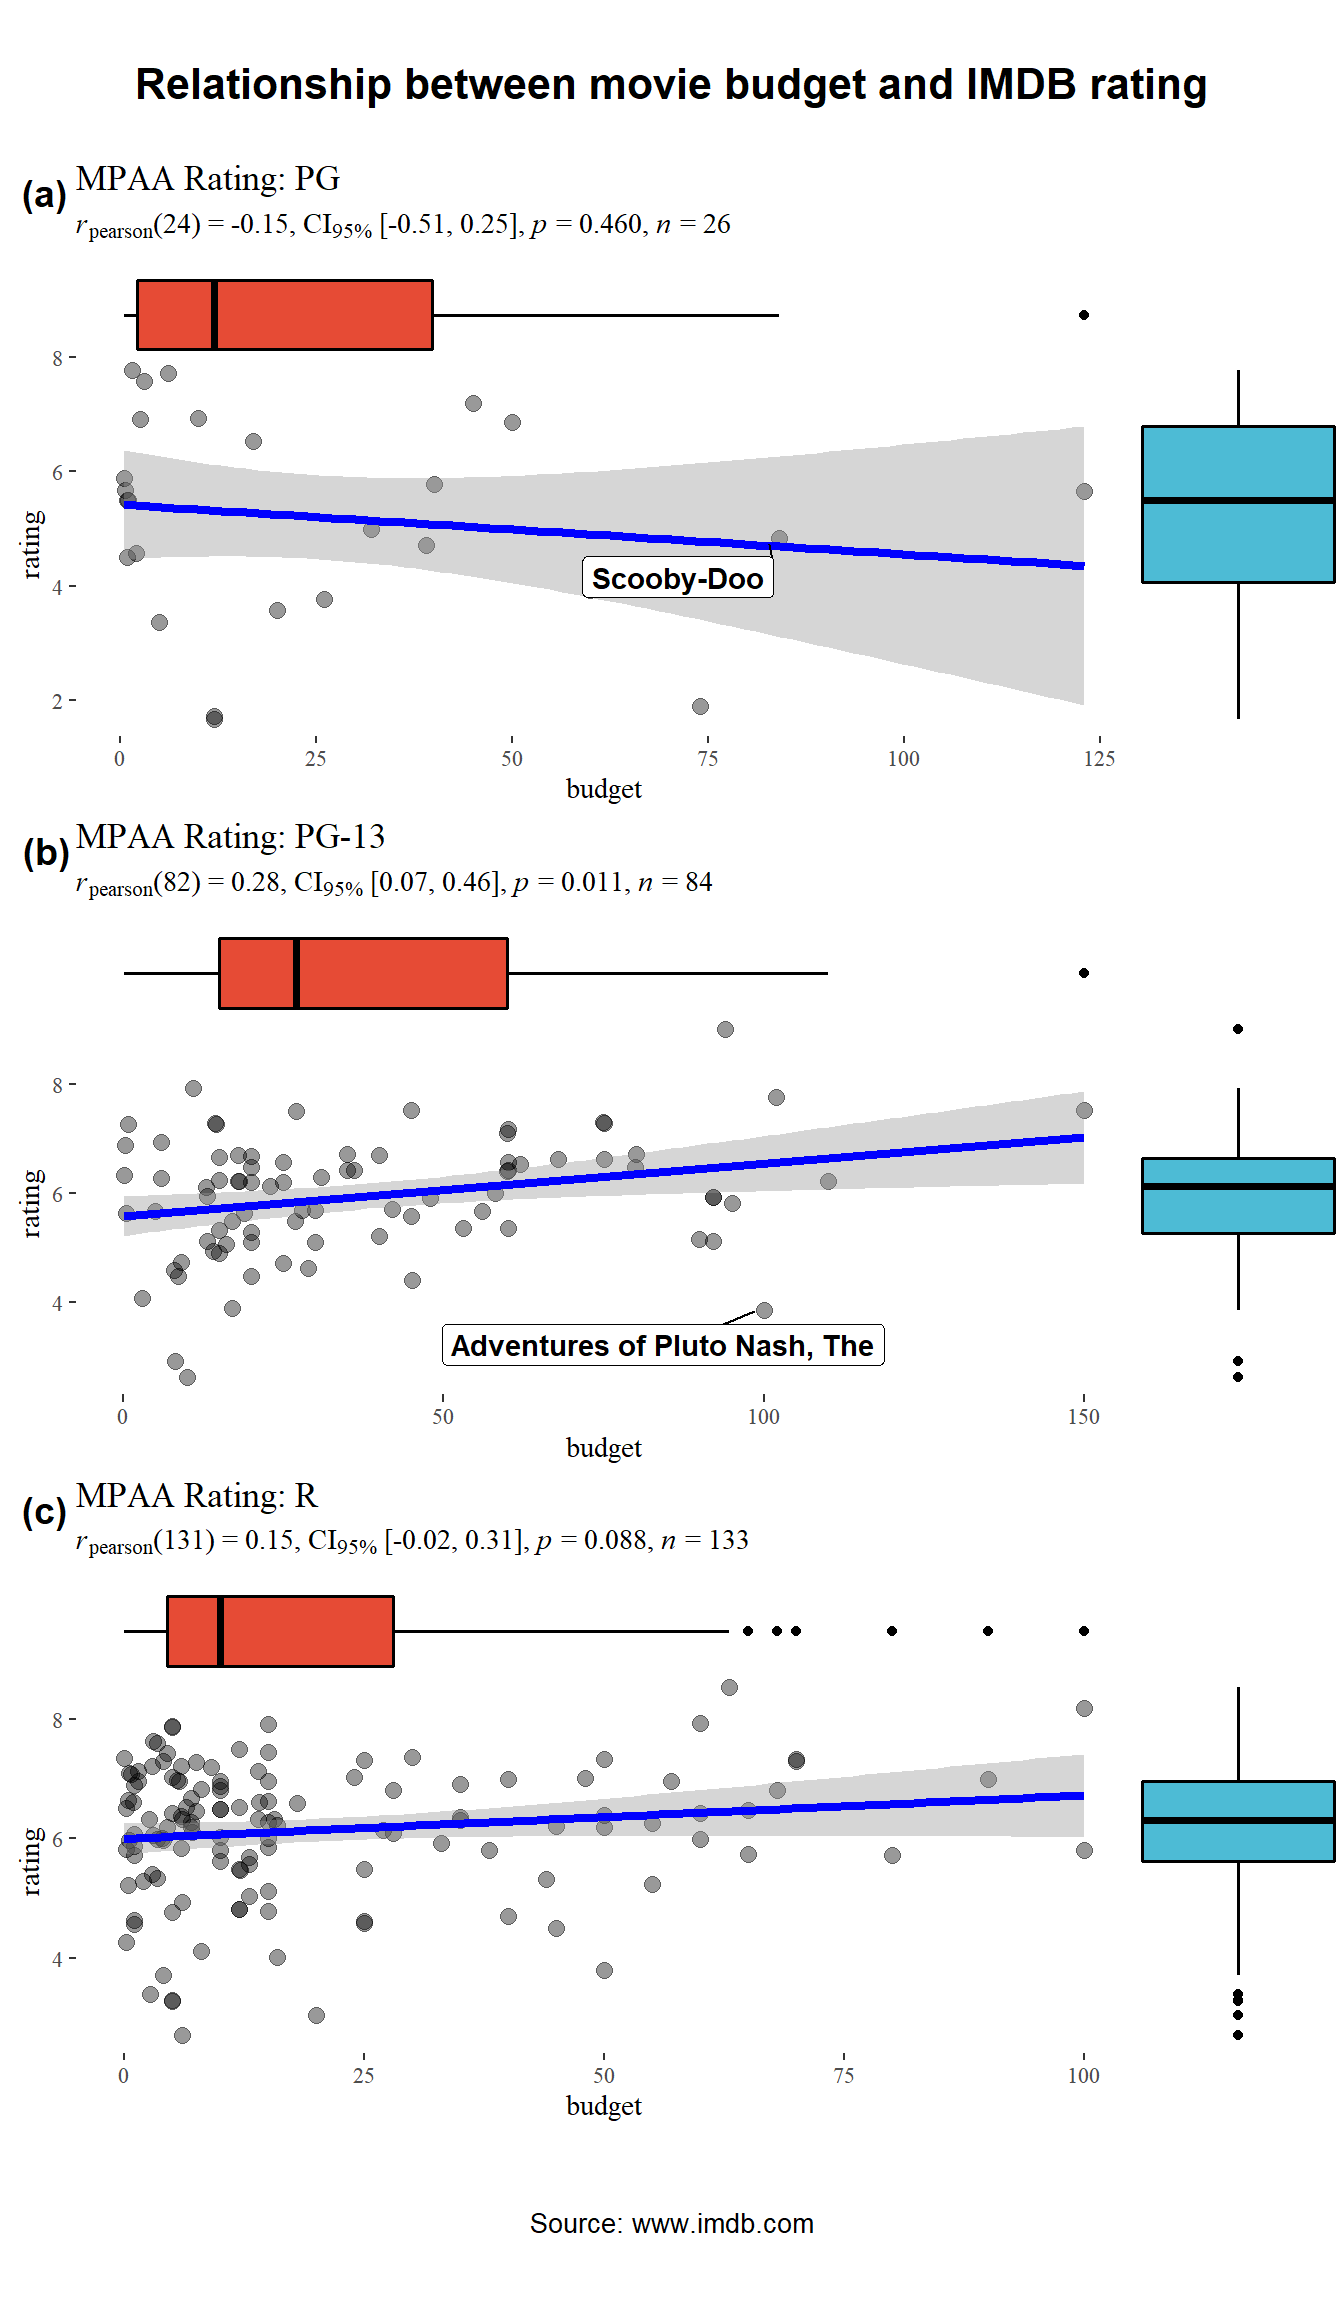 Relationship between movie budget and IMDB rating
(a) MPAA Rating: PG
r pearson(24) = -0.15, CI95% [-0.51, 0.25], p = 0.460, n = 26
8
6
4
2
rating
Scooby-Doo
0 25 50 75 100 125
budget
(b) MPAA Rating: PG-13
r pearson(82) = 0.28, CI95% [0.07, 0.46], p = 0.011, n = 84
8
6
4
rating
Adventures of Pluto Nash, The
0 50 100 150
budget
(c) MPAA Rating: R
r pearson(131) = 0.15, CI95% [-0.02, 0.31], p = 0.088, n = 133
8
6
4
rating
0 25 50 75 100
budget
Source: www.imdb.com